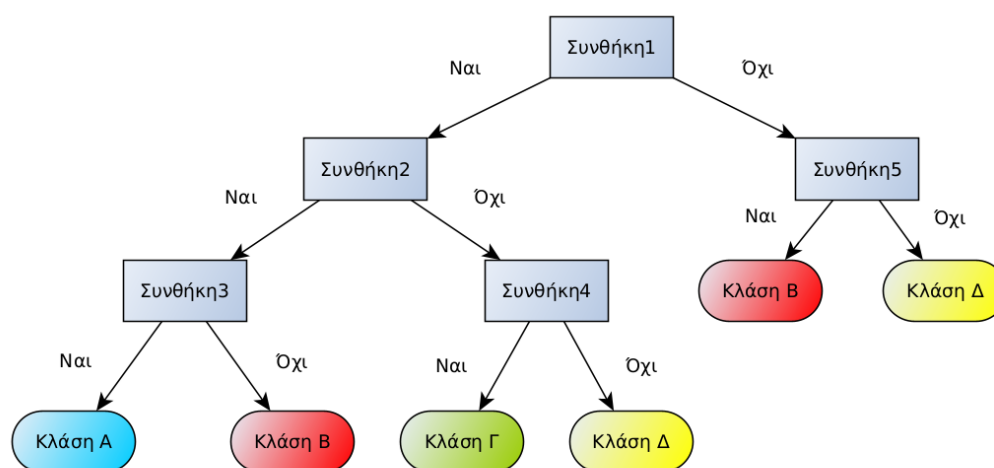 Συνθήκη1
Ναι
Όχι
Συνθήκη2
Συνθήκη5
Ναι
Όχι
Ναι
Όχι
Συνθήκη3
Συνθήκη4
Κλάση Β
Κλάση Δ
Ναι
Όχι
Ναι
Όχι
Κλάση Α
Κλάση Β
Κλάση Γ
Κλάση Δ